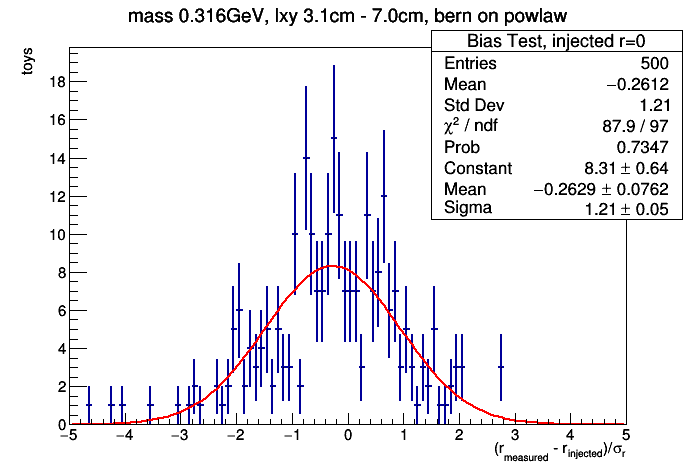 mass 0.316GeV, lxy 3.1cm - 7.0cm, bern on powlaw
Bias Test, injected r=0
Entries 500
Mean −0.2612
Std Dev 1.21
χ² / ndf 87.9 / 97
Prob 0.7347
Constant 8.31 ± 0.64
Mean −0.2629 ± 0.0762
Sigma 1.21 ± 0.05
toys
18
16
14
12
10
8
6
4
2
0
−5 −4 −3 −2 −1 0 1 2 3 4 5
(r_measured - r_injected)/σ_r